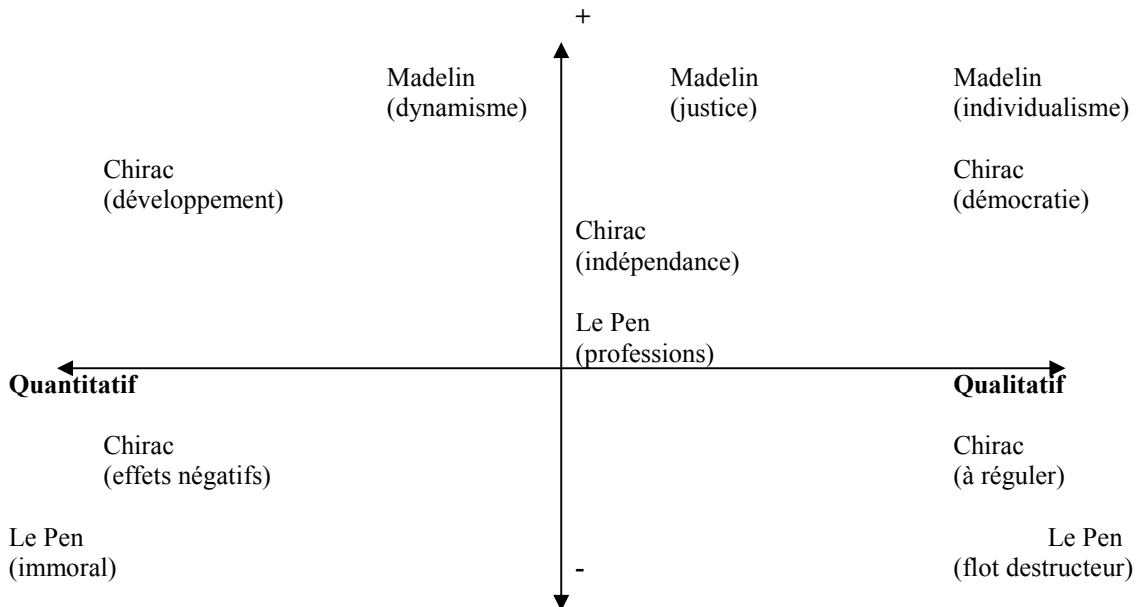 +
Madelin
(dynamisme)
Madelin
(justice)
Madelin
(individualisme)
Chirac
(développement)
Chirac
(démocratie)
Chirac
(indépendance)
Le Pen
(professions)
Quantitatif
Qualitatif
Chirac
(effets négatifs)
Chirac
(à réguler)
Le Pen
(immoral)
-
Le Pen
(flot destructeur)